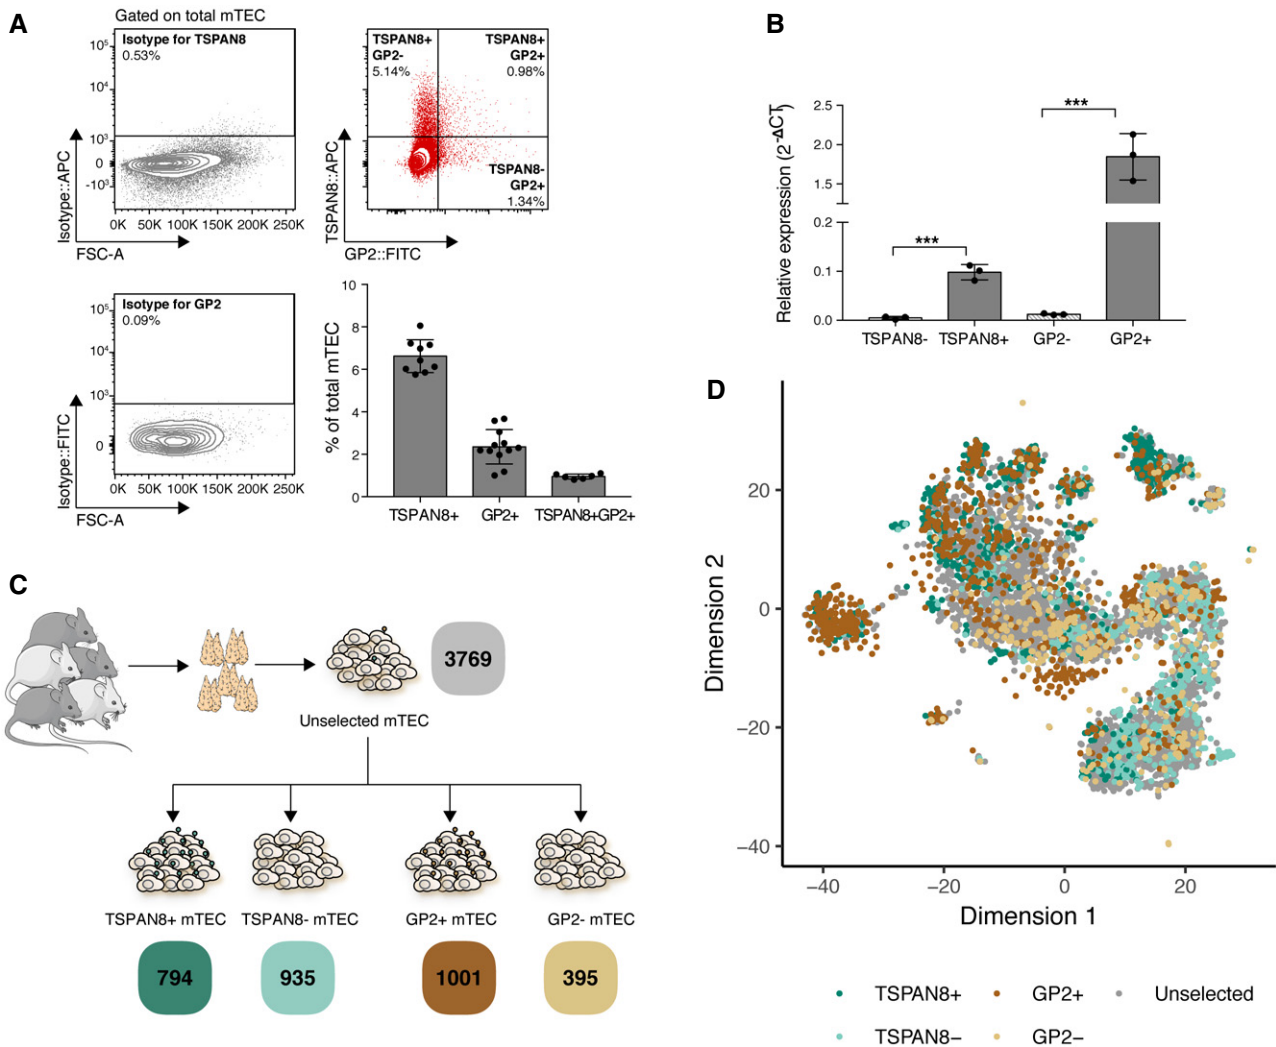 A
Gated on total mTEC
Isotype for TSPAN8
0.53%
10⁵
10⁴
10³
0
-10³
Isotype::APC
0K 50K 100K 150K 200K 250K
FSC-A
TSPAN8+
GP2-
5.14%
TSPAN8+
GP2+
0.98%
TSPAN8-
GP2+
1.34%
TSPAN8::APC
GP2::FITC
Isotype for GP2
0.09%
10⁵
10⁴
10³
0
Isotype::FITC
0K 50K 100K 150K 200K 250K
FSC-A
% of total mTEC
10
8
6
4
2
0
TSPAN8+ GP2+ TSPAN8+GP2+
B
Relative expression (2^-ΔCT)
2.5
2.0
1.5
0.2
0.1
0.0
***
***
TSPAN8- TSPAN8+ GP2- GP2+
C
3769
Unselected mTEC
TSPAN8+ mTEC TSPAN8- mTEC GP2+ mTEC GP2- mTEC
794 935 1001 395
D
Dimension 2
20
0
−20
−40
−40 −20 0 20
Dimension 1
TSPAN8+ GP2+ Unselected
TSPAN8− GP2−